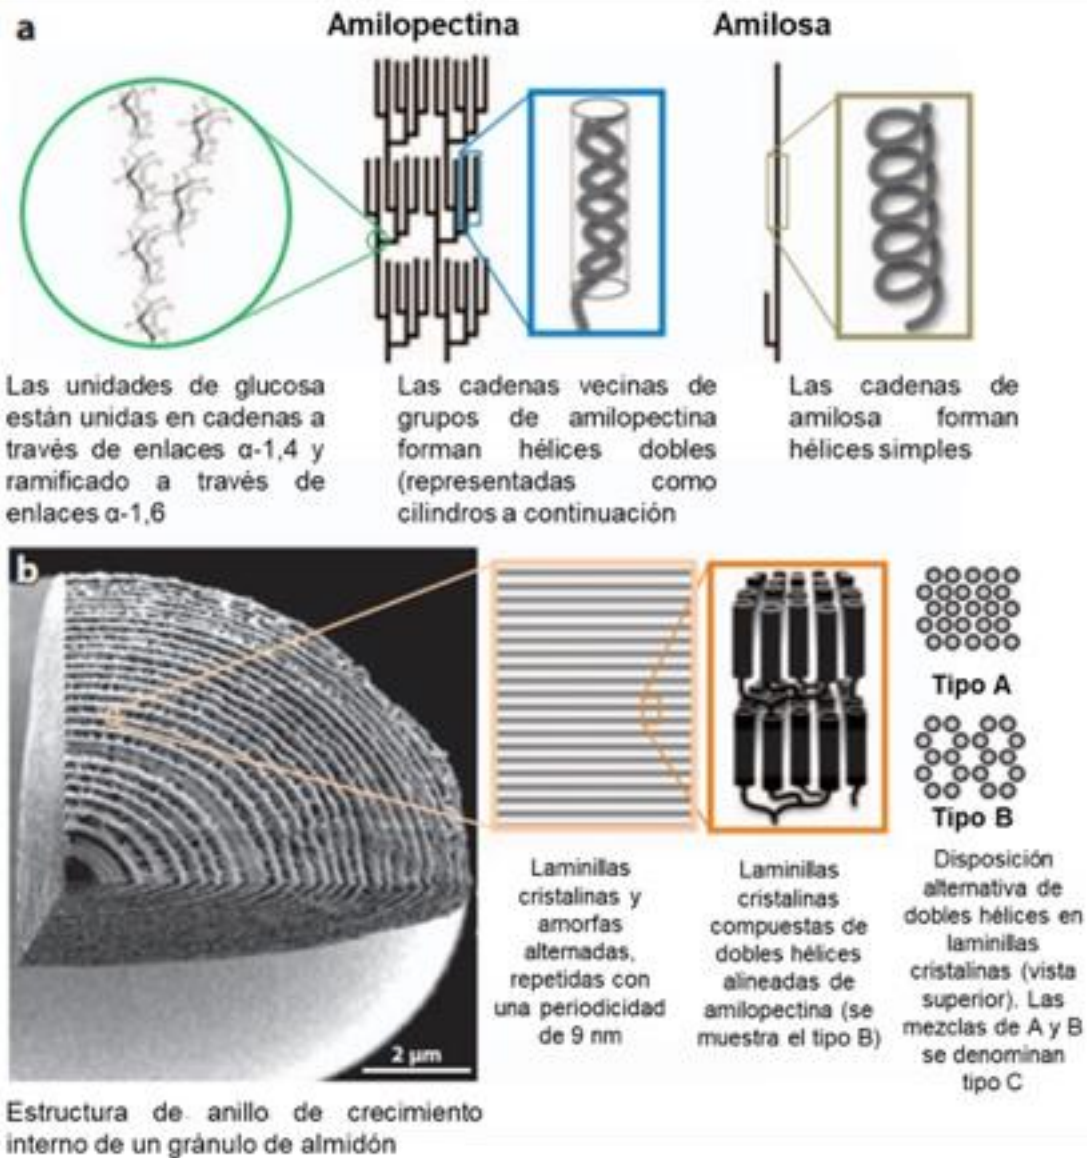 a
Amilopectina
Amilosa
Las unidades de glucosa
están unidas en cadenas a
través de enlaces α-1,4 y
ramificado a través de
enlaces α-1,6
Las cadenas vecinas de
grupos de amilopectina
forman hélices dobles
(representadas como
cilindros a continuación
Las cadenas de
amilosa forman
hélices simples
b
2 µm
Estructura de anillo de crecimiento
interno de un gránulo de almidón
Laminillas
cristalinas y
amorfas
alternadas,
repetidas con
una periodicidad
de 9 nm
Laminillas
cristalinas
compuestas de
dobles hélices
alineadas de
amilopectina (se
muestra el tipo B)
Tipo A
Tipo B
Disposición
alternativa de
dobles hélices en
laminillas
cristalinas (vista
superior). Las
mezclas de A y B
se denominan
tipo C